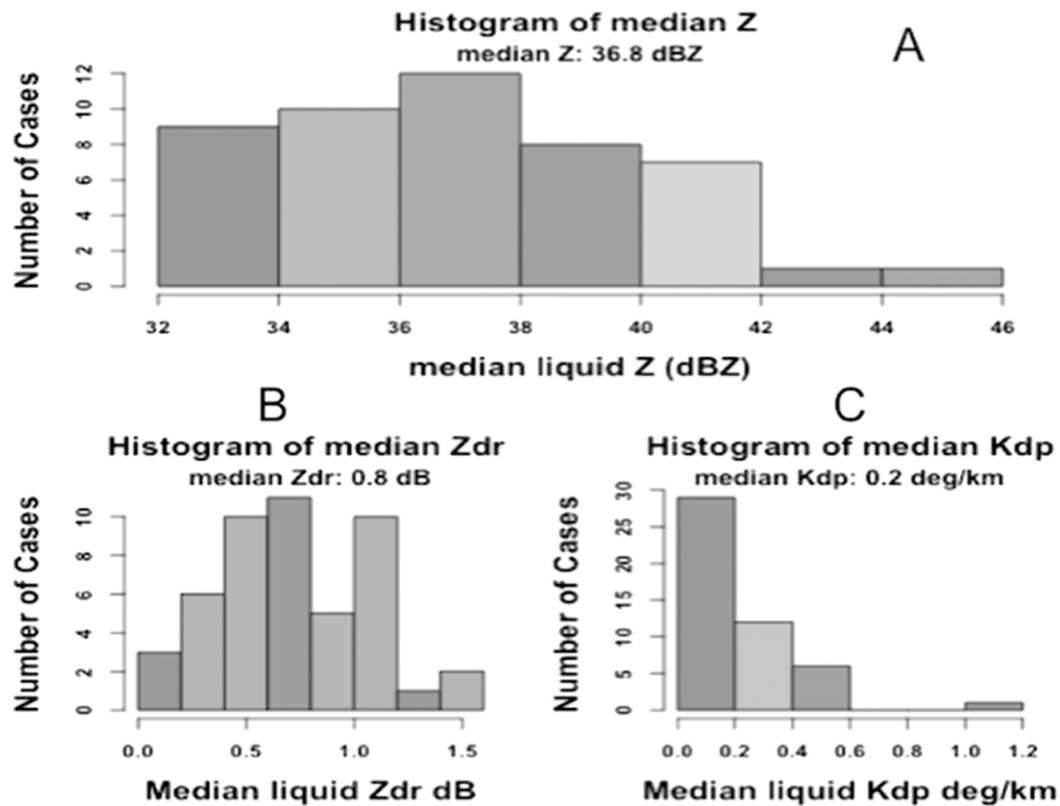 Histogram of median Z
median Z: 36.8 dBZ
A
Number of Cases
12
10
8
6
4
2
0
32 34 36 38 40 42 44 46
median liquid Z (dBZ)
B
Histogram of median Zdr
median Zdr: 0.8 dB
Number of Cases
10
8
6
4
2
0
0.0 0.5 1.0 1.5
Median liquid Zdr dB
C
Histogram of median Kdp
median Kdp: 0.2 deg/km
Number of Cases
30
25
20
15
10
5
0
0.0 0.2 0.4 0.6 0.8 1.0 1.2
Median liquid Kdp deg/km